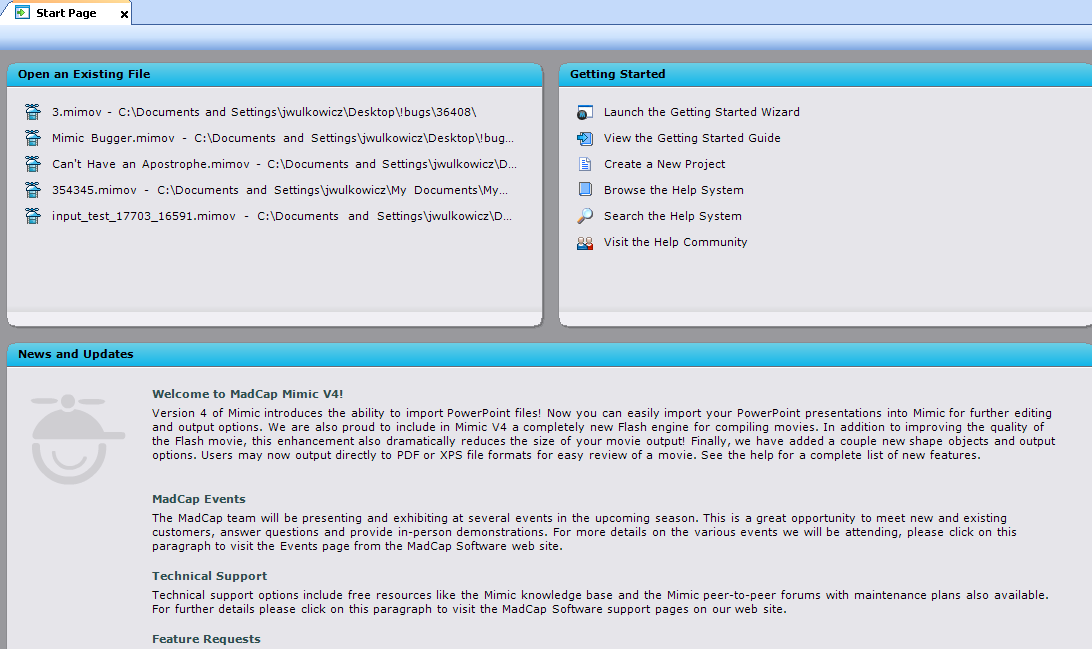 Start Page
Open an Existing File
3.mimov - C:\Documents and Settings\jwulkowicz\Desktop\!bugs\36408\
Mimic Bugger.mimov - C:\Documents and Settings\jwulkowicz\Desktop\!bug...
Can't Have an Apostrophe.mimov - C:\Documents and Settings\jwulkowicz\D...
354345.mimov - C:\Documents and Settings\jwulkowicz\My Documents\My...
input_test_17703_16591.mimov - C:\Documents and Settings\jwulkowicz\D...
Getting Started
Launch the Getting Started Wizard
View the Getting Started Guide
Create a New Project
Browse the Help System
Search the Help System
Visit the Help Community
News and Updates
Welcome to MadCap Mimic V4!
Version 4 of Mimic introduces the ability to import PowerPoint files! Now you can easily import your PowerPoint presentations into Mimic for further editing
and output options. We are also proud to include in Mimic V4 a completely new Flash engine for compiling movies. In addition to improving the quality of
the Flash movie, this enhancement also dramatically reduces the size of your movie output! Finally, we have added a couple new shape objects and output
options. Users may now output directly to PDF or XPS file formats for easy review of a movie. See the help for a complete list of new features.
MadCap Events
The MadCap team will be presenting and exhibiting at several events in the upcoming season. This is a great opportunity to meet new and existing
customers, answer questions and provide in-person demonstrations. For more details on the various events we will be attending, please click on this
paragraph to visit the Events page from the MadCap Software web site.
Technical Support
Technical support options include free resources like the Mimic knowledge base and the Mimic peer-to-peer forums with maintenance plans also available.
For further details please click on this paragraph to visit the MadCap Software support pages on our web site.
Feature Requests